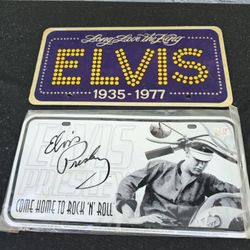 Long Live the King
ELVIS
1935-1977
ELVIS
PRESLEY
Elvis
Presley
COME HOME TO ROCK 'N' ROLL